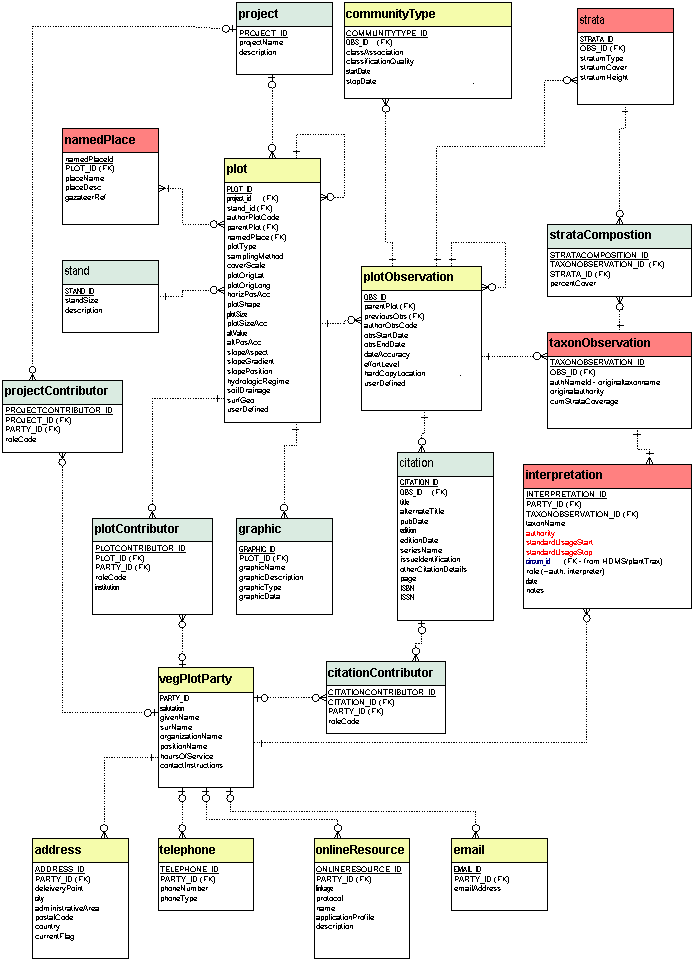 project
PROJECT_ID
projectName
description
communityType
COMMUNITYTYPE_ID
OBS_ID (FK)
classAssociation
classificationQuality
startDate
stopDate
strata
STRATA_ID
OBS_ID (FK)
stratumType
stratumCover
stratumHeight
namedPlace
namedPlaceId
PLOT_ID (FK)
placeName
placeDesc
gazateerRef
plot
PLOT_ID
project_id (FK)
stand_id (FK)
authorPlotCode
parentPlot (FK)
namedPlace (FK)
plotType
samplingMethod
coverScale
plotOrigLat
plotOrigLong
horizPosAcc
plotShape
plotSize
plotSizeAcc
altValue
altPosAcc
slopeAspect
slopeGradient
slopePosition
hydrologicRegime
soilDrainage
surfGeo
userDefined
stand
STAND_ID
standSize
description
strataCompostion
STRATACOMPOSITION_ID
TAXONOBSERVATION_ID (FK)
STRATA_ID (FK)
percentCover
plotObservation
OBS_ID
parentPlot (FK)
previousObs (FK)
authorObsCode
obsStartDate
obsEndDate
dateAccuracy
effortLevel
hardCopyLocation
userDefined
taxonObservation
TAXONOBSERVATION_ID
OBS_ID (FK)
authNameId - originaltaxonname
originalauthority
cumStrataCoverage
projectContributor
PROJECTCONTRIBUTOR_ID
PROJECT_ID (FK)
PARTY_ID (FK)
roleCode
citation
CITATION_ID
OBS_ID (FK)
title
alternateTitle
pubDate
edition
editionDate
seriesName
issueIdentification
otherCitationDetails
page
ISBN
ISSN
interpretation
INTERPRETATION_ID
PARTY_ID (FK)
TAXONOBSERVATION_ID (FK)
taxonName
authority
standardUsageStart
standardUsageStop
circum_id (FK - from HDMS/plantTrax)
role (~auth. interpreter)
date
notes
plotContributor
PLOTCONTRIBUTOR_ID
PLOT_ID (FK)
PARTY_ID (FK)
roleCode
institution
graphic
GRAPHIC_ID
PLOT_ID (FK)
graphicName
graphicDescription
graphicType
graphicData
vegPlotParty
PARTY_ID
salutation
givenName
surName
organizationName
positionName
hoursOfService
contactInstructions
citationContributor
CITATIONCONTRIBUTOR_ID
CITATION_ID (FK)
PARTY_ID (FK)
roleCode
address
ADDRESS_ID
PARTY_ID (FK)
deleiveryPoint
city
administrativeArea
postalCode
country
currentFlag
telephone
TELEPHONE_ID
PARTY_ID (FK)
phoneNumber
phoneType
onlineResource
ONLINERESOURCE_ID
PARTY_ID (FK)
linkage
protocol
name
applicationProfile
description
email
EMAIL_ID
PARTY_ID (FK)
emailAddress